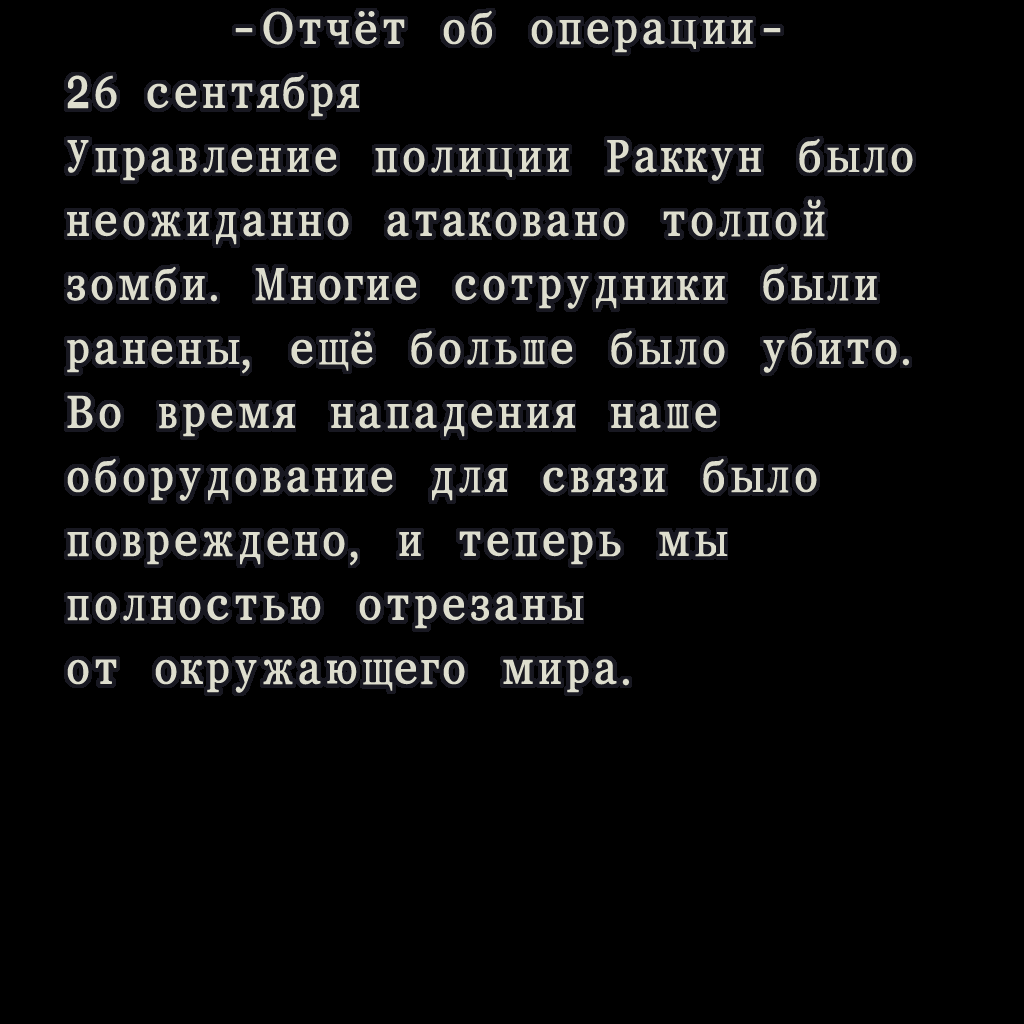 -Отчёт об операции-
26 сентября
Управление полиции Раккун было
неожиданно атаковано толпой
зомби. Многие сотрудники были
ранены, ещё больше было убито.
Во время нападения наше
оборудование для связи было
повреждено, и теперь мы
полностью отрезаны
от окружающего мира.